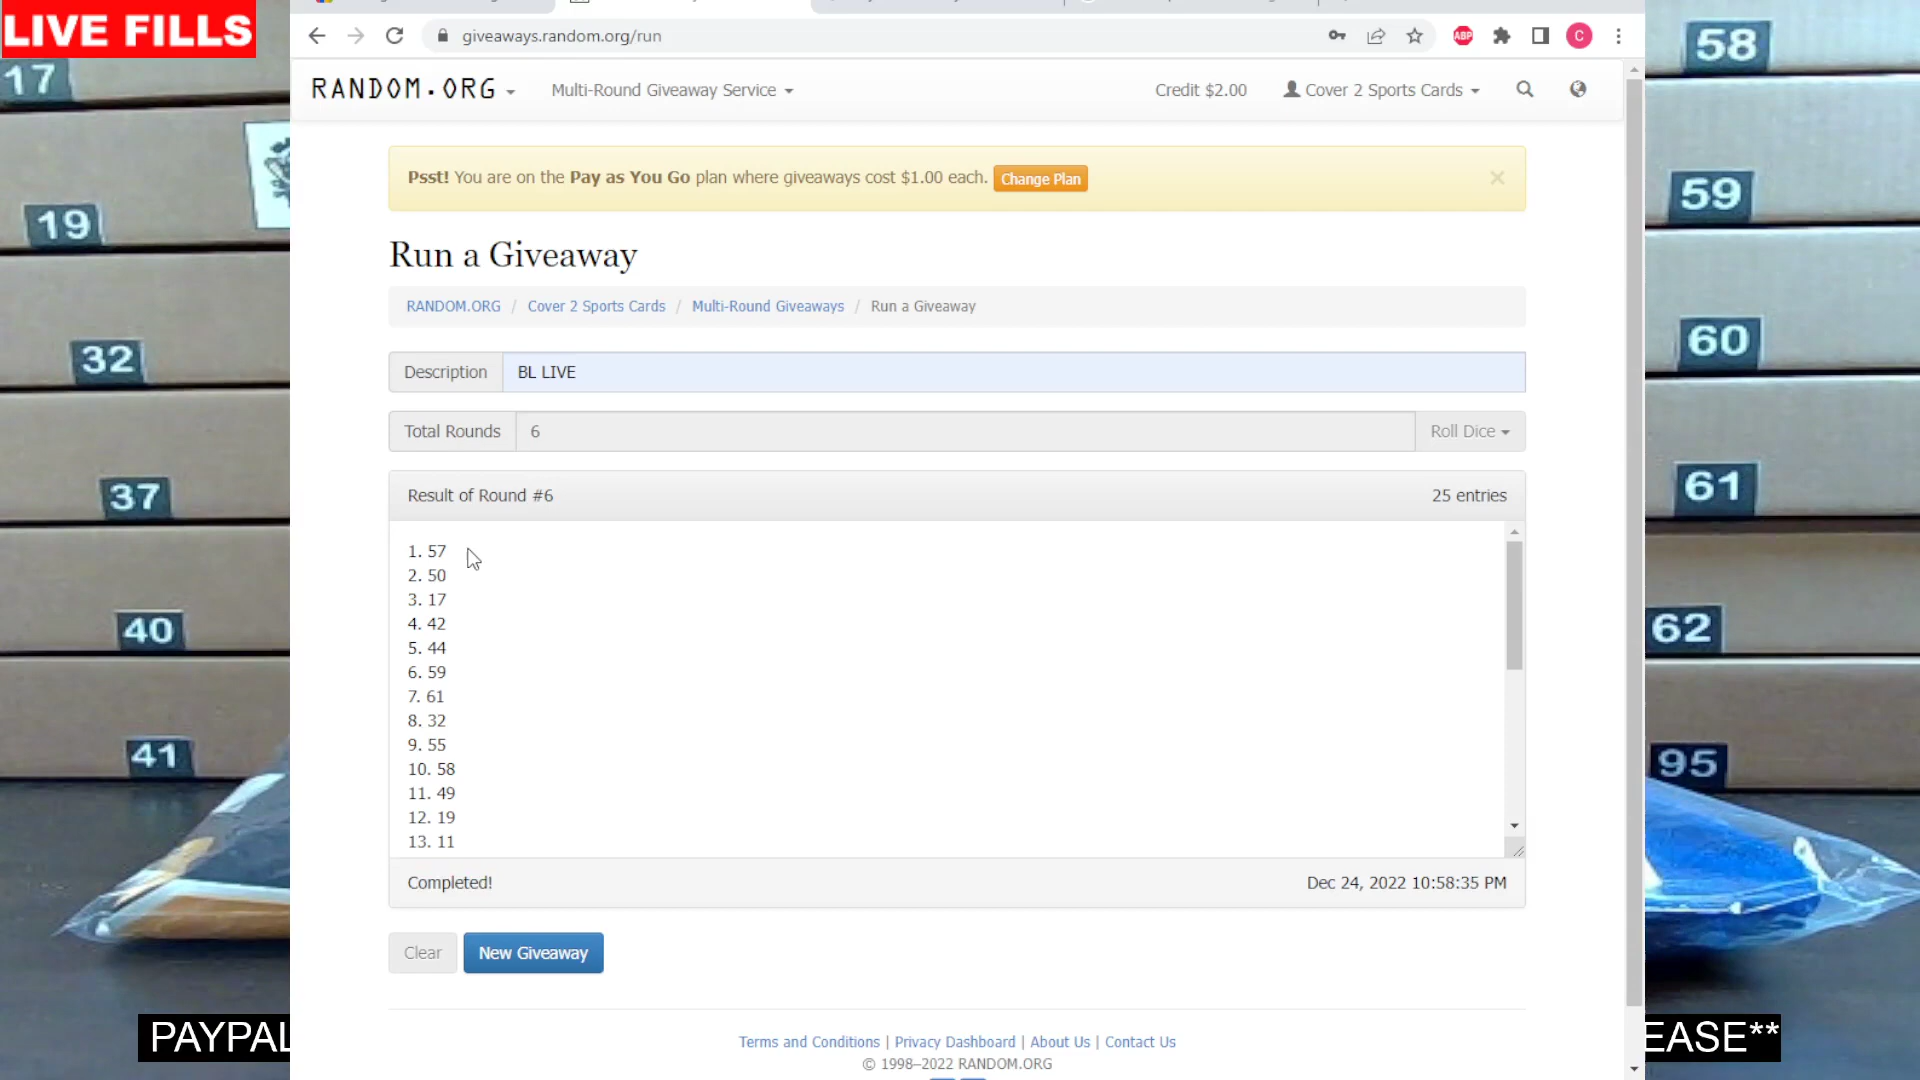 LIVE FILLS
17
19
32
37
40
41
58
59
60
61
62
95
giveaways.random.org/run
ABP
C
RANDOM.ORG
Multi-Round Giveaway Service
Credit $2.00
Cover 2 Sports Cards
Psst! You are on the Pay as You Go plan where giveaways cost $1.00 each.
Change Plan
×
Run a Giveaway
RANDOM.ORG / Cover 2 Sports Cards / Multi-Round Giveaways / Run a Giveaway
Description
BL LIVE
Total Rounds
6
Roll Dice
Result of Round #6
25 entries
1. 57
2. 50
3. 17
4. 42
5. 44
6. 59
7. 61
8. 32
9. 55
10. 58
11. 49
12. 19
13. 11
Completed!
Dec 24, 2022 10:58:35 PM
Clear
New Giveaway
Terms and Conditions | Privacy Dashboard | About Us | Contact Us
© 1998–2022 RANDOM.ORG
PAYPAL
EASE**